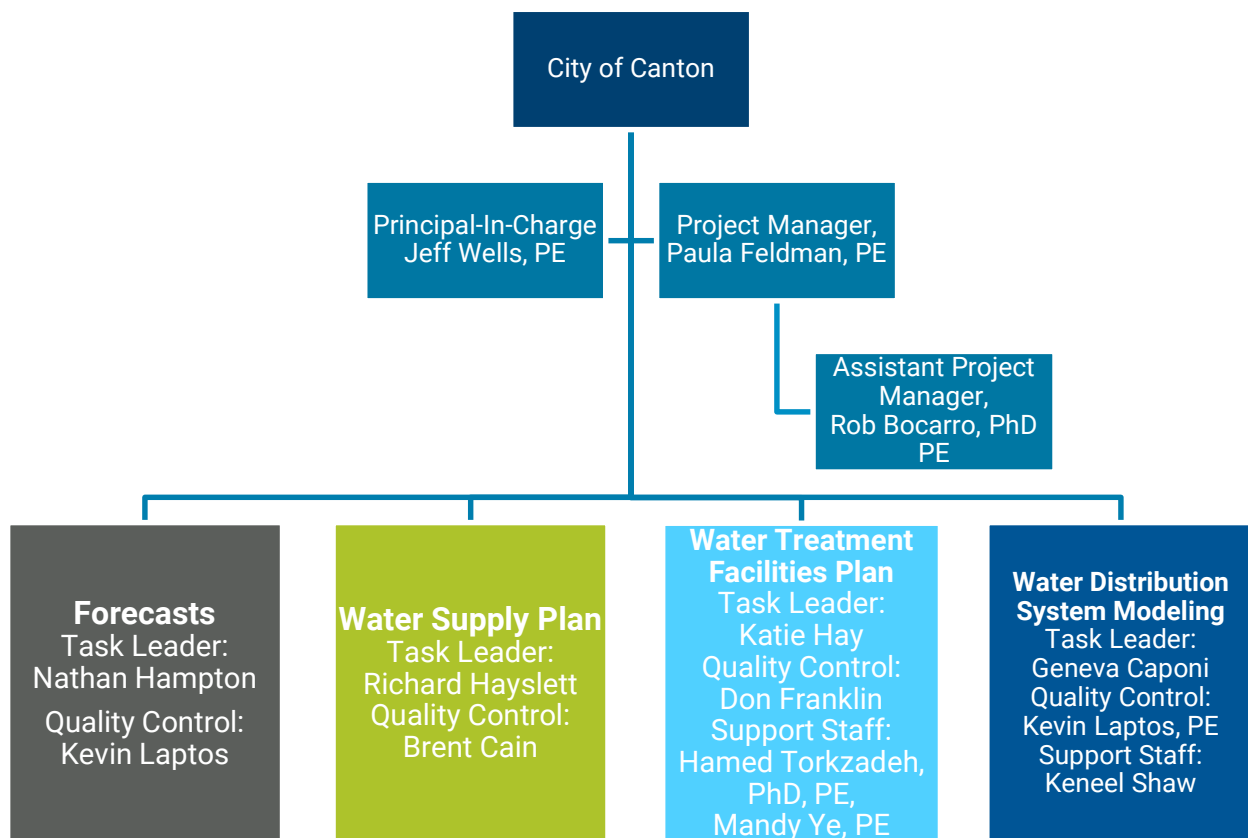 City of Canton
Principal-In-Charge
Jeff Wells, PE
Project Manager,
Paula Feldman, PE
Assistant Project
Manager,
Rob Bocarro, PhD
PE
Forecasts
Task Leader:
Nathan Hampton
Quality Control:
Kevin Laptos
Water Supply Plan
Task Leader:
Richard Hayslett
Quality Control:
Brent Cain
Water Treatment
Facilities Plan
Task Leader:
Katie Hay
Quality Control:
Don Franklin
Support Staff:
Hamed Torkzadeh,
PhD, PE,
Mandy Ye, PE
Water Distribution
System Modeling
Task Leader:
Geneva Caponi
Quality Control:
Kevin Laptos, PE
Support Staff:
Keneel Shaw